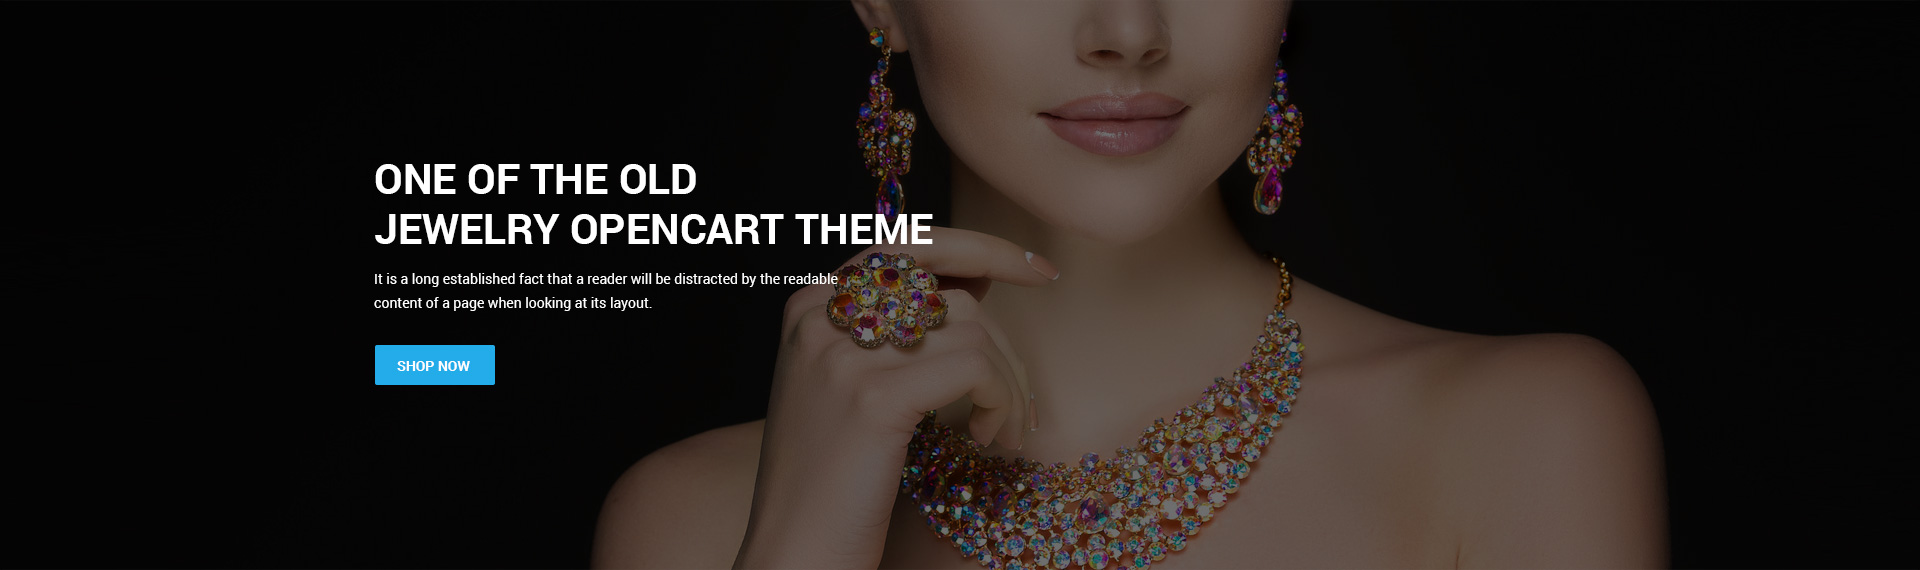 ONE OF THE OLD
JEWELRY OPENCART THEME
It is a long established fact that a reader will be distracted by the readable
content of a page when looking at its layout.
SHOP NOW